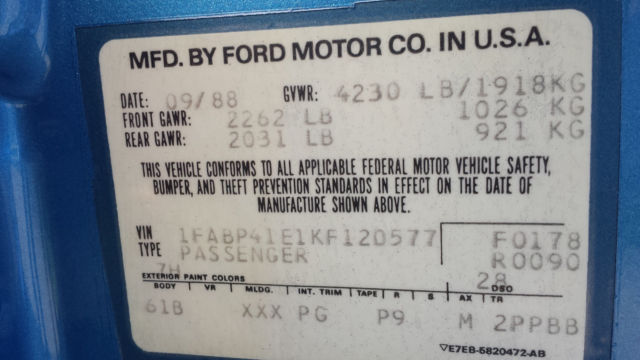 MFD. BY FORD MOTOR CO. IN U.S.A.
DATE: 09/88 GVWR: 4230 LB/1918KG
FRONT GAWR: 2262 LB 1026 KG
REAR GAWR: 2031 LB 921 KG
THIS VEHICLE CONFORMS TO ALL APPLICABLE FEDERAL MOTOR VEHICLE SAFETY,
BUMPER, AND THEFT PREVENTION STANDARDS IN EFFECT ON THE DATE OF
MANUFACTURE SHOWN ABOVE.
VIN 1FABP41E1KF120577 F0178
TYPE PASSENGER R0090
7H 28
EXTERIOR PAINT COLORS DSO
BODY VR MLDG. INT. TRIM TAPE R S AX TR
61B XXX PG P9 M 2PPBB
▽E7EB-5820472-AB